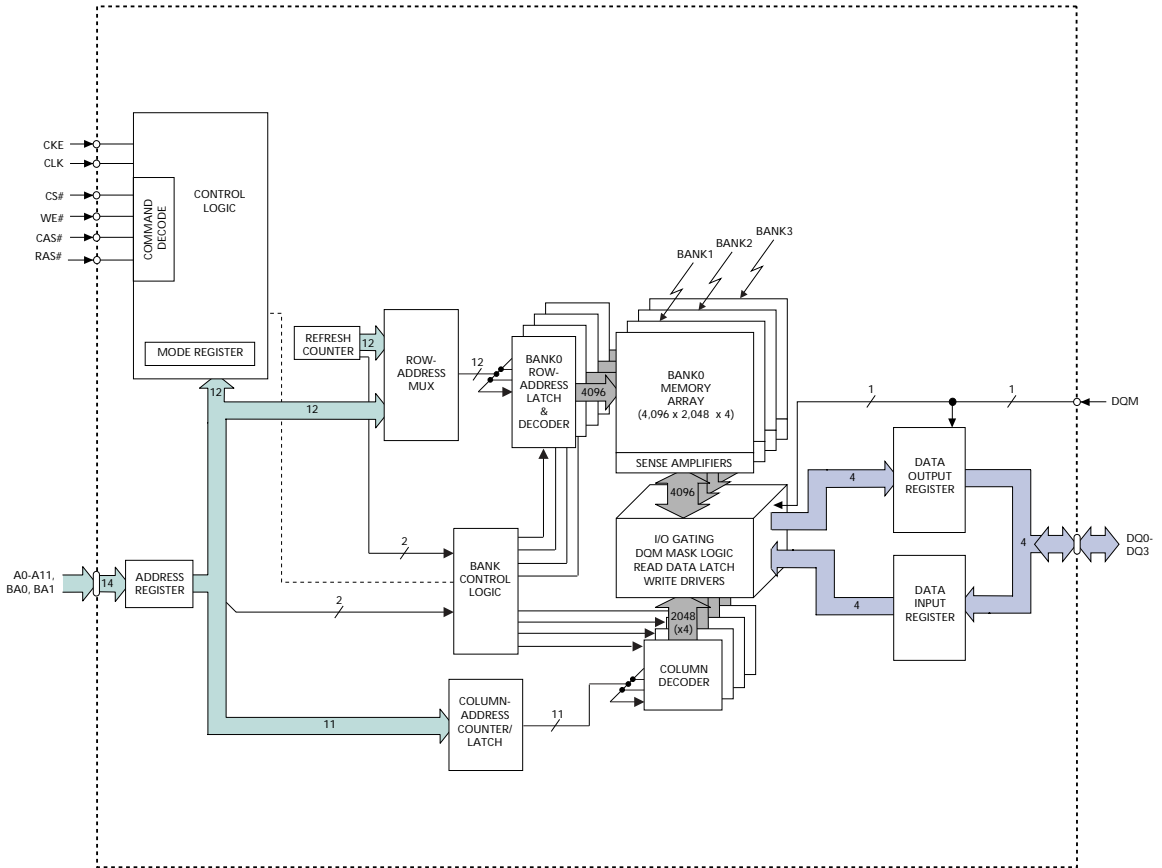 CKE
CLK
CS#
WE#
CAS#
RAS#
COMMAND
DECODE
CONTROL
LOGIC
MODE REGISTER
12
REFRESH
COUNTER
12
12
ROW-
ADDRESS
MUX
12
BANK0
ROW-
ADDRESS
LATCH
&
DECODER
4096
BANK1
BANK2
BANK3
BANK0
MEMORY
ARRAY
(4,096 x 2,048 x 4)
SENSE AMPLIFIERS
4096
I/O GATING
DQM MASK LOGIC
READ DATA LATCH
WRITE DRIVERS
2048
(x4)
COLUMN
DECODER
1
1
DQM
DATA
OUTPUT
REGISTER
4
4
4
DATA
INPUT
REGISTER
DQ0-
DQ3
A0-A11,
BA0, BA1
14
ADDRESS
REGISTER
2
2
BANK
CONTROL
LOGIC
11
COLUMN-
ADDRESS
COUNTER/
LATCH
11